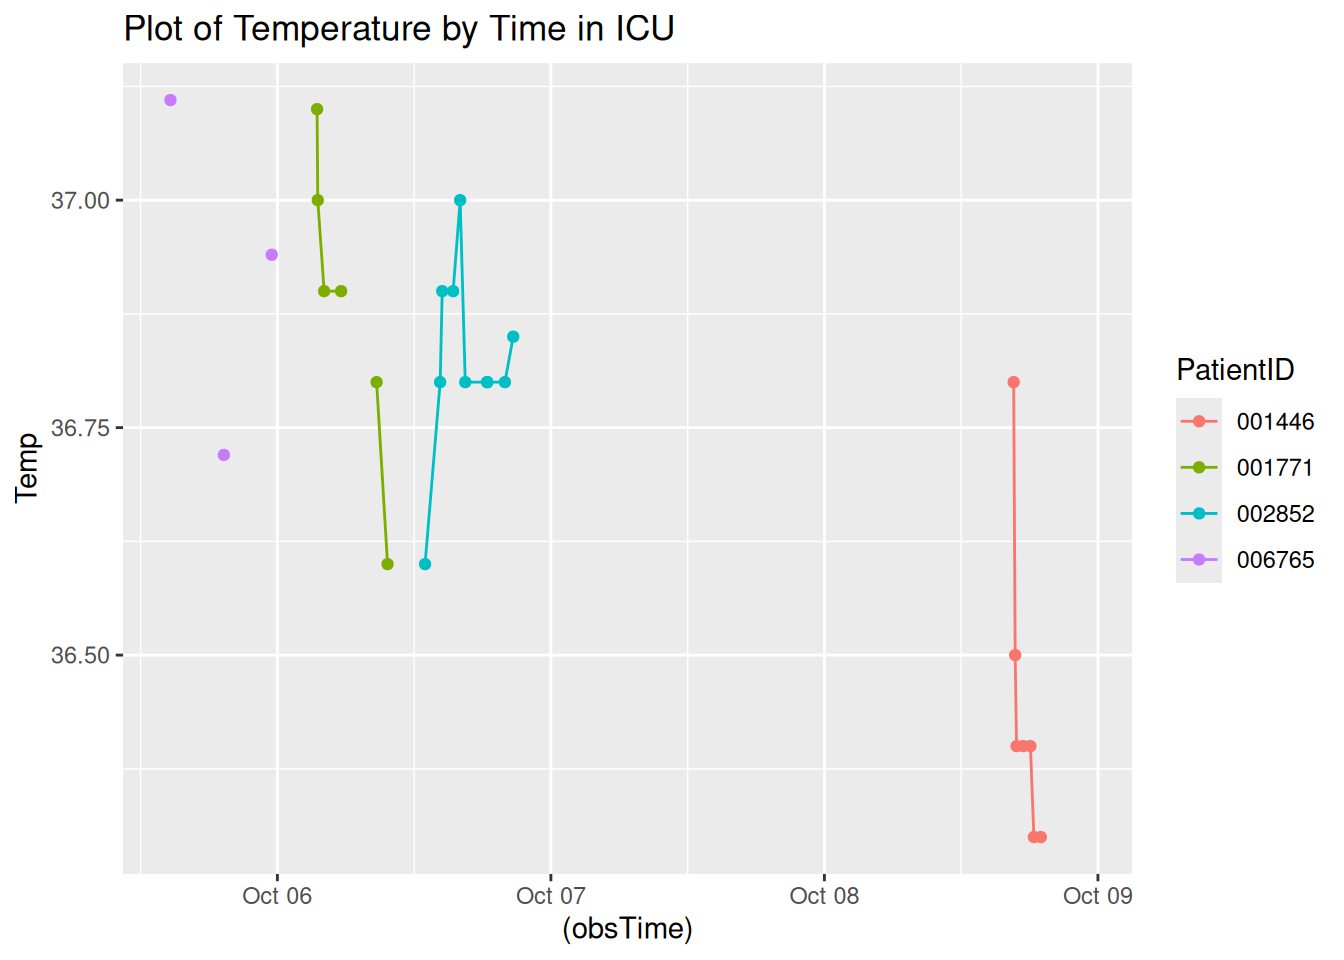 Plot of Temperature by Time in ICU
37.00
36.75
36.50
Temp
Oct 06
Oct 07
Oct 08
Oct 09
(obsTime)
PatientID
001446
001771
002852
006765